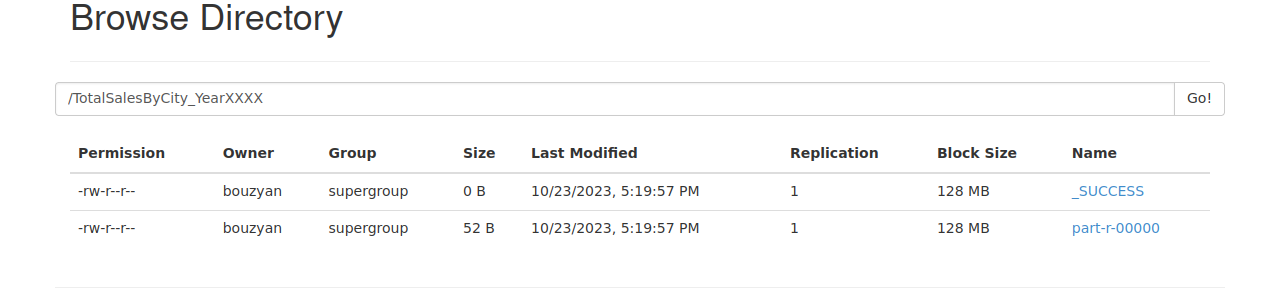 Browse Directory
/TotalSalesByCity_YearXXXX Go!
Permission Owner Group Size Last Modified Replication Block Size Name
-rw-r--r-- bouzyan supergroup 0 B 10/23/2023, 5:19:57 PM 1 128 MB _SUCCESS
-rw-r--r-- bouzyan supergroup 52 B 10/23/2023, 5:19:57 PM 1 128 MB part-r-00000